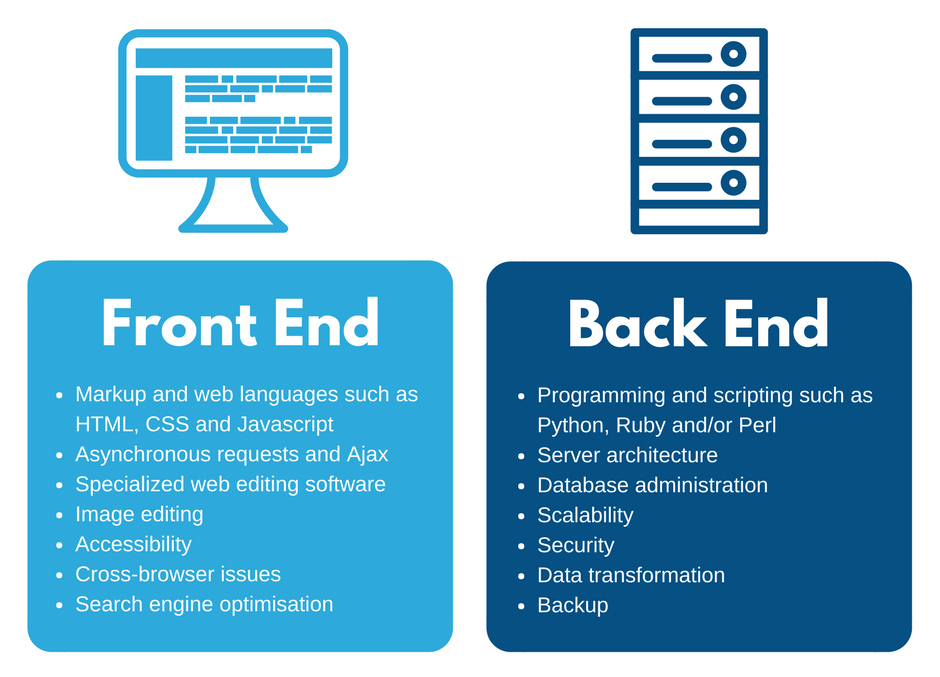 Front End
• Markup and web languages such as
HTML, CSS and Javascript
• Asynchronous requests and Ajax
• Specialized web editing software
• Image editing
• Accessibility
• Cross-browser issues
• Search engine optimisation
Back End
• Programming and scripting such as
Python, Ruby and/or Perl
• Server architecture
• Database administration
• Scalability
• Security
• Data transformation
• Backup